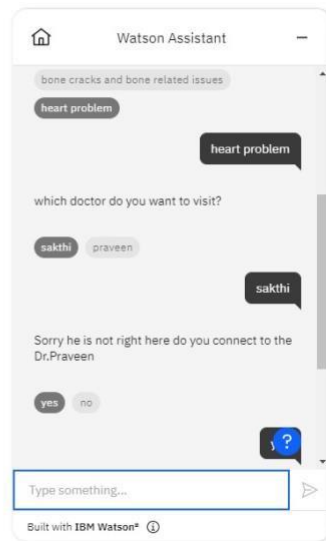 Watson Assistant
bone cracks and bone related issues
heart problem
heart problem
which doctor do you want to visit?
sakthi praveen
sakthi
Sorry he is not right here do you connect to the
Dr.Praveen
yes no
?
Type something...
Built with IBM Watson®